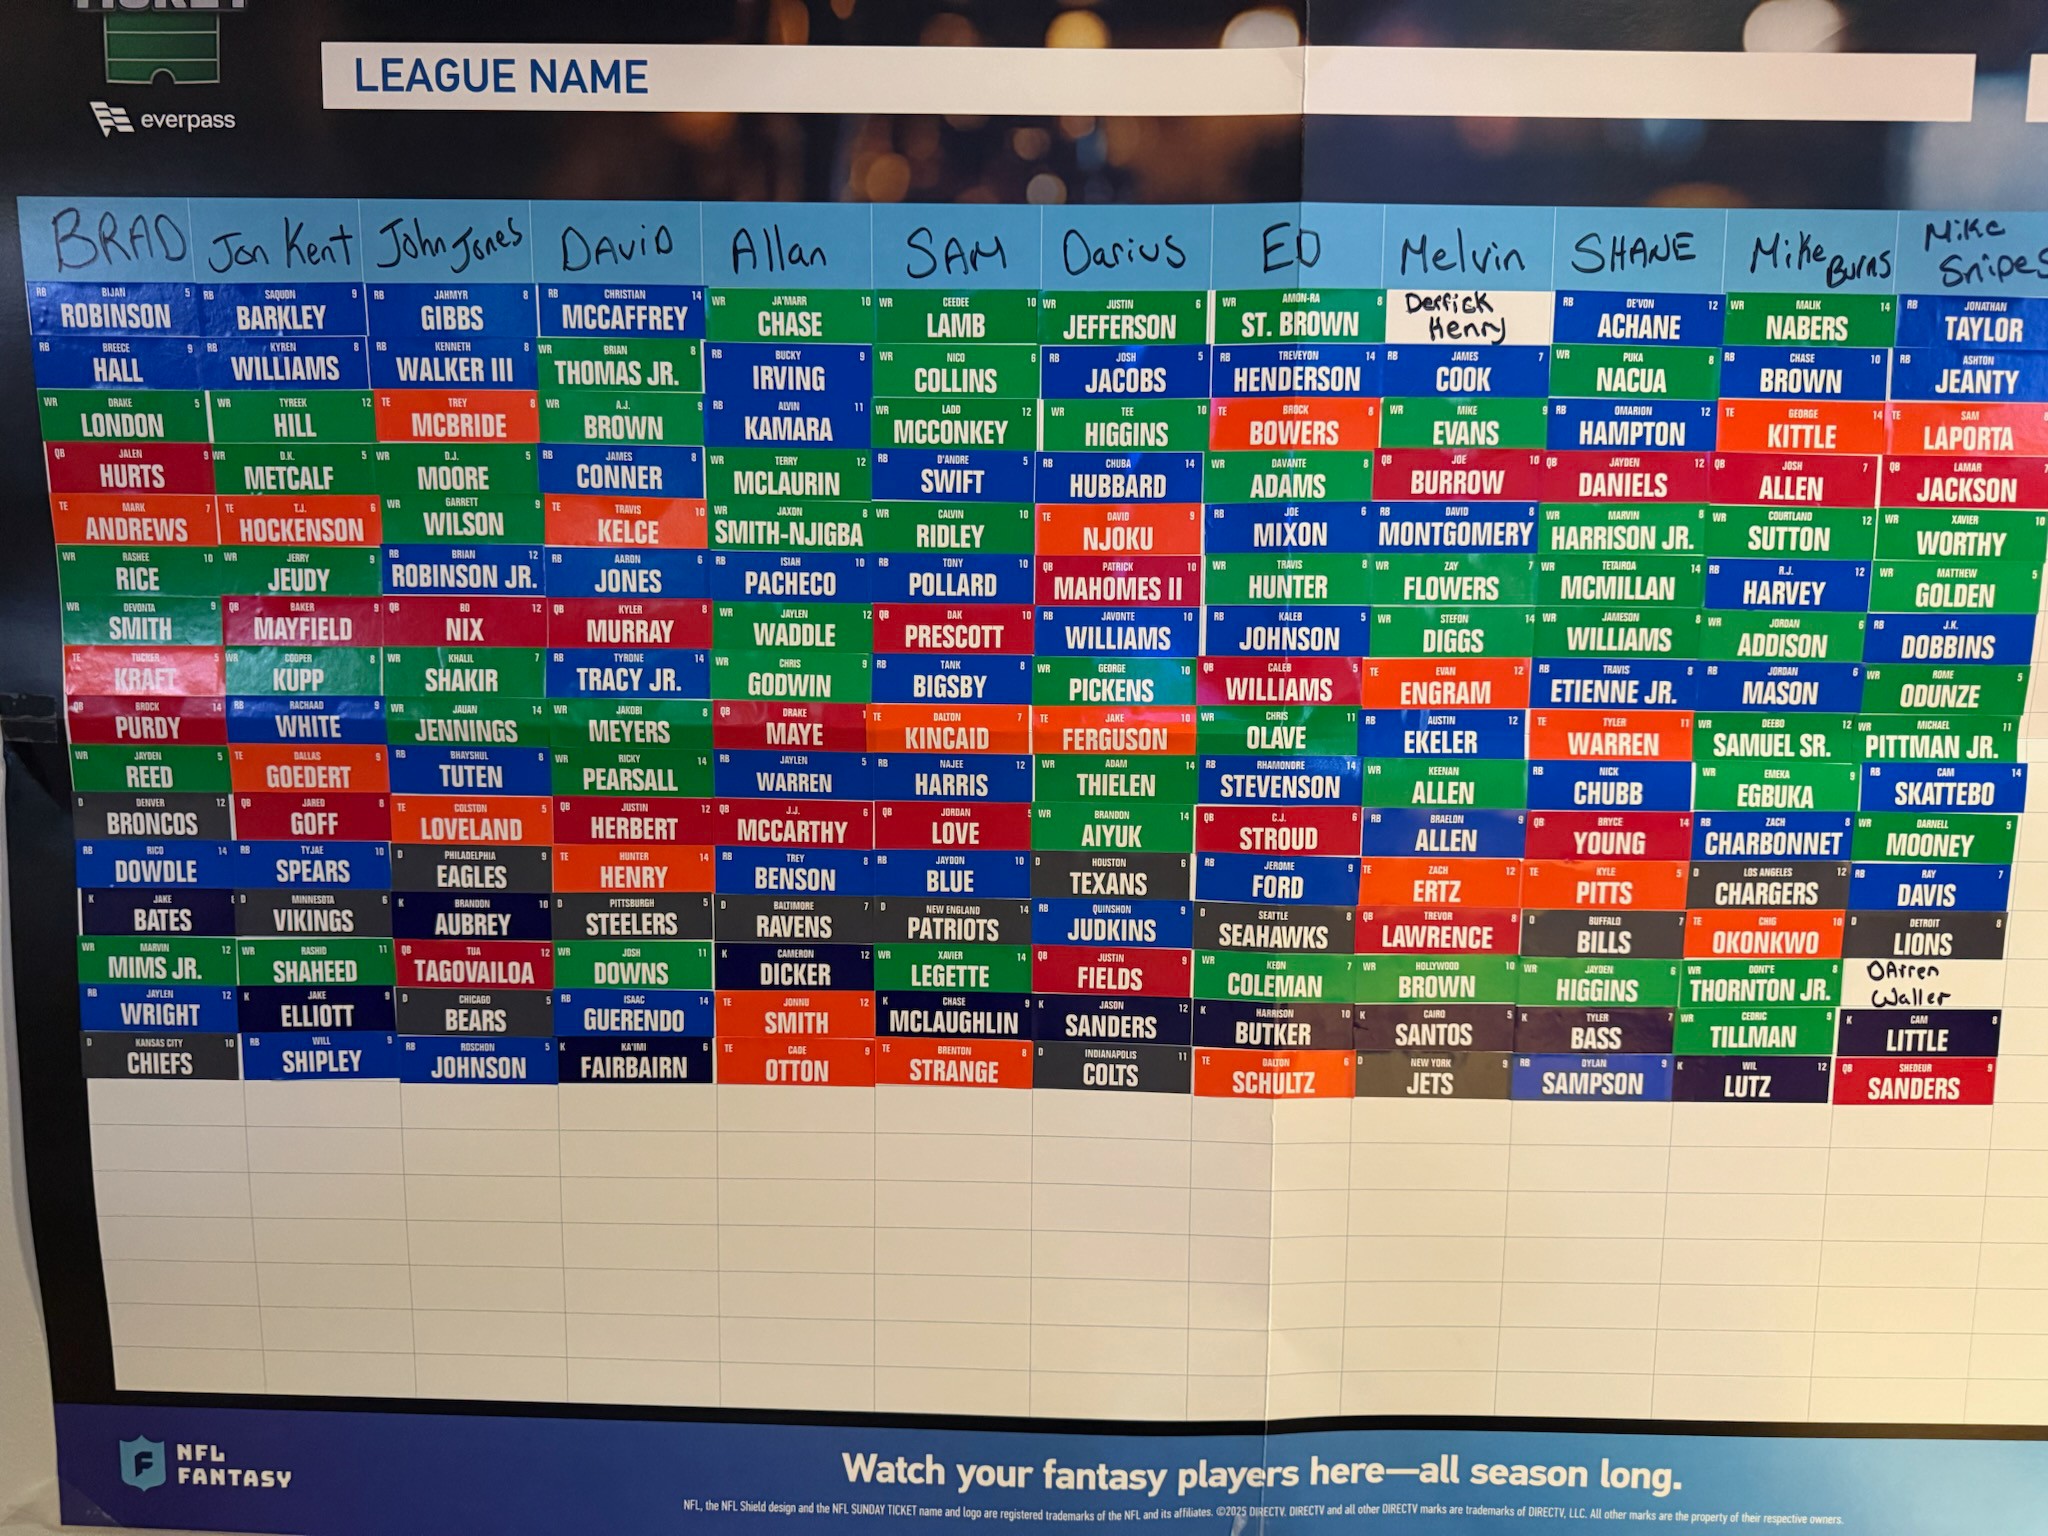 TICKET
everpass
LEAGUE NAME
BRAD Jon Kent John Jones DAViD Allan SAM Darius ED Melvin SHANE Mike Burns Mike Snipes
RB BIJAN 5 RB SAQUON 9 RB JAHMYR 8 RB CHRISTIAN 14 WR JA'MARR 10 WR CEEDEE 10 WR JUSTIN 6 WR AMON-RA 8 Derrick RB DE'VON 12 WR MALIK 14 RB JONATHAN
ROBINSON BARKLEY GIBBS MCCAFFREY CHASE LAMB JEFFERSON ST. BROWN Henry ACHANE NABERS TAYLOR
RB BREECE 9 RB KYREN 8 RB KENNETH 8 WR BRIAN 8 RB BUCKY 9 WR NICO 6 RB JOSH 5 RB TREVEYON 14 RB JAMES 7 WR PUKA 8 RB CHASE 10 RB ASHTON
HALL WILLIAMS WALKER III THOMAS JR. IRVING COLLINS JACOBS HENDERSON COOK NACUA BROWN JEANTY
WR DRAKE 5 WR TYREEK 12 TE TREY 8 WR A.J. 9 RB ALVIN 11 WR LADD 12 WR TEE 10 TE BROCK 8 WR MIKE 9 RB OMARION 12 TE GEORGE 14 TE SAM 8
LONDON HILL MCBRIDE BROWN KAMARA MCCONKEY HIGGINS BOWERS EVANS HAMPTON KITTLE LAPORTA
QB JALEN 9 WR D.K. 5 WR D.J. 5 RB JAMES 8 WR TERRY 12 RB D'ANDRE 5 RB CHUBA 14 WR DAVANTE 8 QB JOE 10 QB JAYDEN 12 QB JOSH 7 QB LAMAR 7
HURTS METCALF MOORE CONNER MCLAURIN SWIFT HUBBARD ADAMS BURROW DANIELS ALLEN JACKSON
TE MARK 7 TE T.J. 6 WR GARRETT 9 TE TRAVIS 10 WR JAXON 8 WR CALVIN 10 TE DAVID 9 RB JOE 6 RB DAVID 8 WR MARVIN 8 WR COURTLAND 12 WR XAVIER 10
ANDREWS HOCKENSON WILSON KELCE SMITH-NJIGBA RIDLEY NJOKU MIXON MONTGOMERY HARRISON JR. SUTTON WORTHY
WR RASHEE 10 WR JERRY 9 RB BRIAN 12 RB AARON 6 RB ISIAH 10 RB TONY 10 QB PATRICK 10 WR TRAVIS 8 WR ZAY 7 WR TETAIROA 14 RB R.J. 12 WR MATTHEW 5
RICE JEUDY ROBINSON JR. JONES PACHECO POLLARD MAHOMES II HUNTER FLOWERS MCMILLAN HARVEY GOLDEN
WR DEVONTA 9 QB BAKER 9 QB BO 12 QB KYLER 8 WR JAYLEN 12 QB DAK 10 RB JAVONTE 10 RB KALEB 5 WR STEFON 14 WR JAMESON 8 WR JORDAN 6 RB J.K.
SMITH MAYFIELD NIX MURRAY WADDLE PRESCOTT WILLIAMS JOHNSON DIGGS WILLIAMS ADDISON DOBBINS
TE TUCKER 5 WR COOPER 8 WR KHALIL 7 RB TYRONE 14 WR CHRIS 9 RB TANK 8 WR GEORGE 10 QB CALEB 5 TE EVAN 12 RB TRAVIS 8 RB JORDAN 6 WR ROME 5
KRAFT KUPP SHAKIR TRACY JR. GODWIN BIGSBY PICKENS WILLIAMS ENGRAM ETIENNE JR. MASON ODUNZE
QB BROCK 14 RB RACHAAD 9 WR JAUAN 14 WR JAKOBI 8 QB DRAKE 1 TE DALTON 7 TE JAKE 10 WR CHRIS 11 RB AUSTIN 12 TE TYLER 11 WR DEEBO 12 WR MICHAEL 11
PURDY WHITE JENNINGS MEYERS MAYE KINCAID FERGUSON OLAVE EKELER WARREN SAMUEL SR. PITTMAN JR.
WR JAYDEN 5 TE DALLAS 9 RB BHAYSHUL 8 WR RICKY 14 RB JAYLEN 5 RB NAJEE 12 WR ADAM 14 RB RHAMONDRE 14 WR KEENAN RB NICK WR EMEKA 9 RB CAM 14
REED GOEDERT TUTEN PEARSALL WARREN HARRIS THIELEN STEVENSON ALLEN CHUBB EGBUKA SKATTEBO
D DENVER 12 QB JARED 8 TE COLSTON 5 QB JUSTIN 12 QB J.J. 6 QB JORDAN 5 WR BRANDON 14 QB C.J. 6 RB BRAELON 9 QB BRYCE 14 RB ZACH 8 WR DARNELL 5
BRONCOS GOFF LOVELAND HERBERT MCCARTHY LOVE AIYUK STROUD ALLEN YOUNG CHARBONNET MOONEY
RB RICO 14 RB TYJAE 10 D PHILADELPHIA 9 TE HUNTER 14 RB TREY 8 RB JAYDON 10 D HOUSTON 6 RB JEROME 9 TE ZACH 12 TE KYLE 5 D LOS ANGELES 12 RB RAY 7
DOWDLE SPEARS EAGLES HENRY BENSON BLUE TEXANS FORD ERTZ PITTS CHARGERS DAVIS
K JAKE D MINNESOTA 6 K BRANDON 10 D PITTSBURGH 5 D BALTIMORE 7 D NEW ENGLAND 14 RB QUINSHON 9 D SEATTLE 8 QB TREVOR 8 D BUFFALO 7 TE CHIG 10 D DETROIT 8
BATES VIKINGS AUBREY STEELERS RAVENS PATRIOTS JUDKINS SEAHAWKS LAWRENCE BILLS OKONKWO LIONS
WR MARVIN 12 WR RASHID 11 QB TUA 12 WR JOSH 11 K CAMERON 12 WR XAVIER 14 QB JUSTIN 9 WR KEON 7 WR HOLLYWOOD 10 WR JAYDEN 6 WR DONT'E 8 DArren
MIMS JR. SHAHEED TAGOVAILOA DOWNS DICKER LEGETTE FIELDS COLEMAN BROWN HIGGINS THORNTON JR. Waller
RB JAYLEN 12 K JAKE 9 D CHICAGO 5 RB ISAAC 14 TE JONNU 12 K CHASE 9 K JASON 12 K HARRISON 10 K CAIRO 5 K TYLER 7 WR CEDRIC 9 K CAM 8
WRIGHT ELLIOTT BEARS GUERENDO SMITH MCLAUGHLIN SANDERS BUTKER SANTOS BASS TILLMAN LITTLE
D KANSAS CITY 10 RB WILL 9 RB ROSCHON 5 K KA'IMI 6 TE CADE 9 TE BRENTON 8 D INDIANAPOLIS 11 TE DALTON 6 D NEW YORK 9 RB DYLAN 9 K WIL 12 QB SHEDEUR 9
CHIEFS SHIPLEY JOHNSON FAIRBAIRN OTTON STRANGE COLTS SCHULTZ JETS SAMPSON LUTZ SANDERS
NFL
FANTASY
Watch your fantasy players here—all season long.
NFL, the NFL Shield design and the NFL SUNDAY TICKET name and logo are registered trademarks of the NFL and its affiliates. ©2025 DIRECTV. DIRECTV and all other DIRECTV marks are trademarks of DIRECTV, LLC. All other marks are the property of their respective owners.